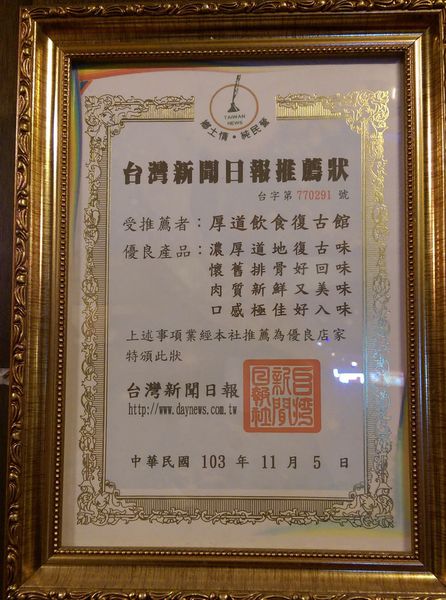 TAIWAN
NEWS
鄉土情・純民營
台灣新聞日報推薦狀
台字第 770291 號
受推薦者：厚道飲食復古館
優良產品：濃厚道地復古味
懷舊排骨好回味
肉質新鮮又美味
口感極佳好入味
上述事項業經本社推薦為優良店家
特頒此狀
台灣新聞日報
http://www.daynews.com.tw
台灣
新聞
日報社
中華民國 103 年 11 月 5 日